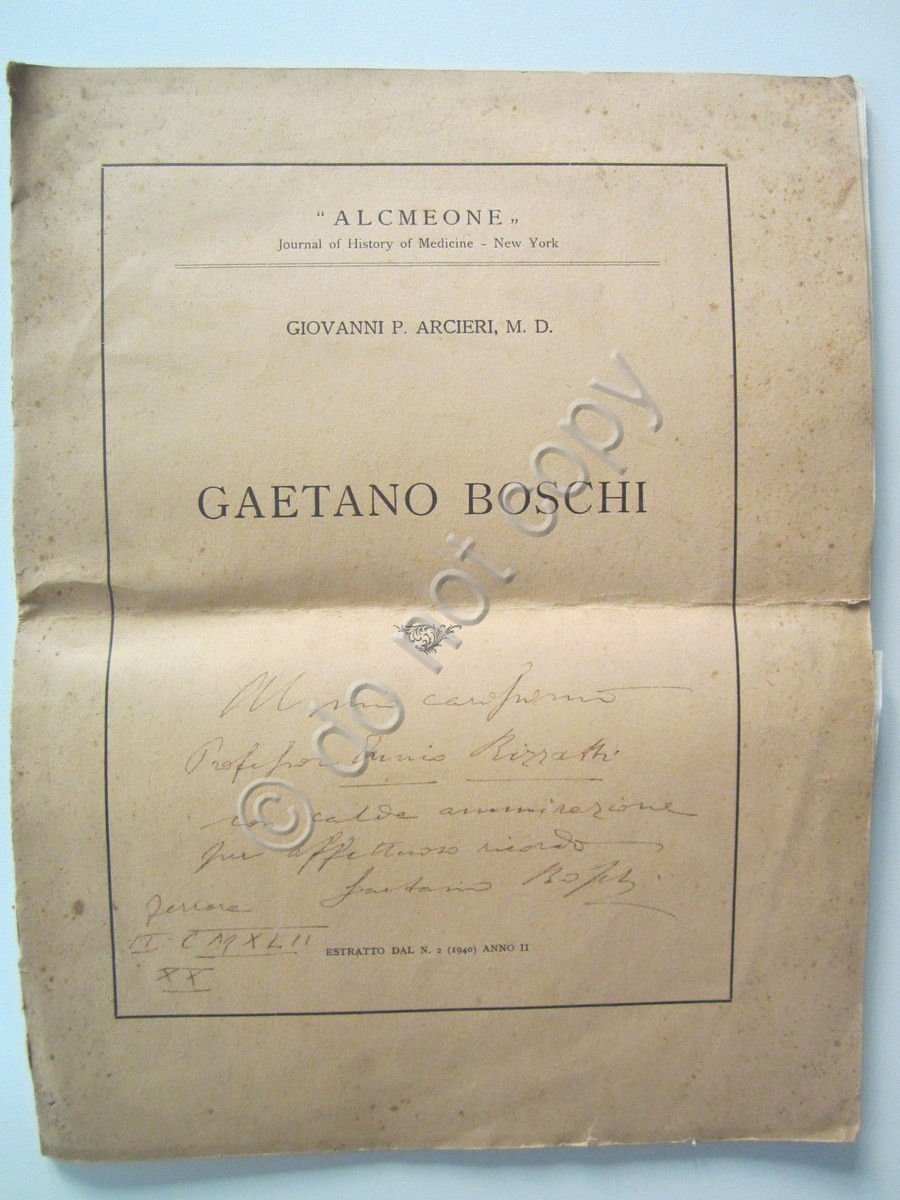 “ ALCMEONE „
Journal of History of Medicine - New York
GIOVANNI P. ARCIERI, M. D.
GAETANO BOSCHI
Al mio carissimo
Professor Ennio Rizzatti
con calda ammirazione
per affettuoso ricordo
Gaetano Boschi
Ferrara
CMXLII
XX
ESTRATTO DAL N. 2 (1940) ANNO II
© do not copy